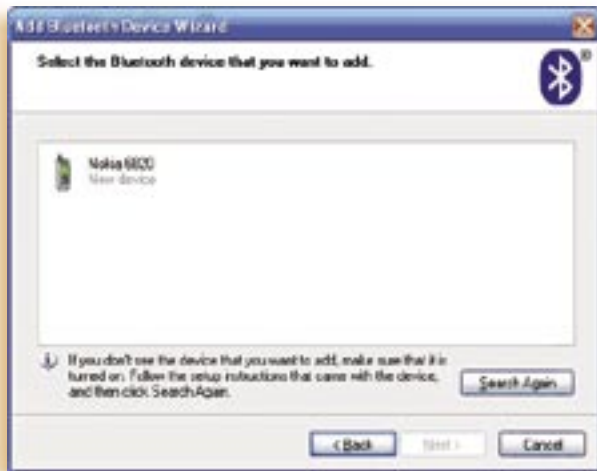 Add Bluetooth Device Wizard
Select the Bluetooth device that you want to add.
®
Nokia 6820
New device
If you don't see the device that you want to add, make sure that it is
turned on. Follow the setup instructions that came with the device,
and then click Search Again.
Search Again
< Back
Next >
Cancel